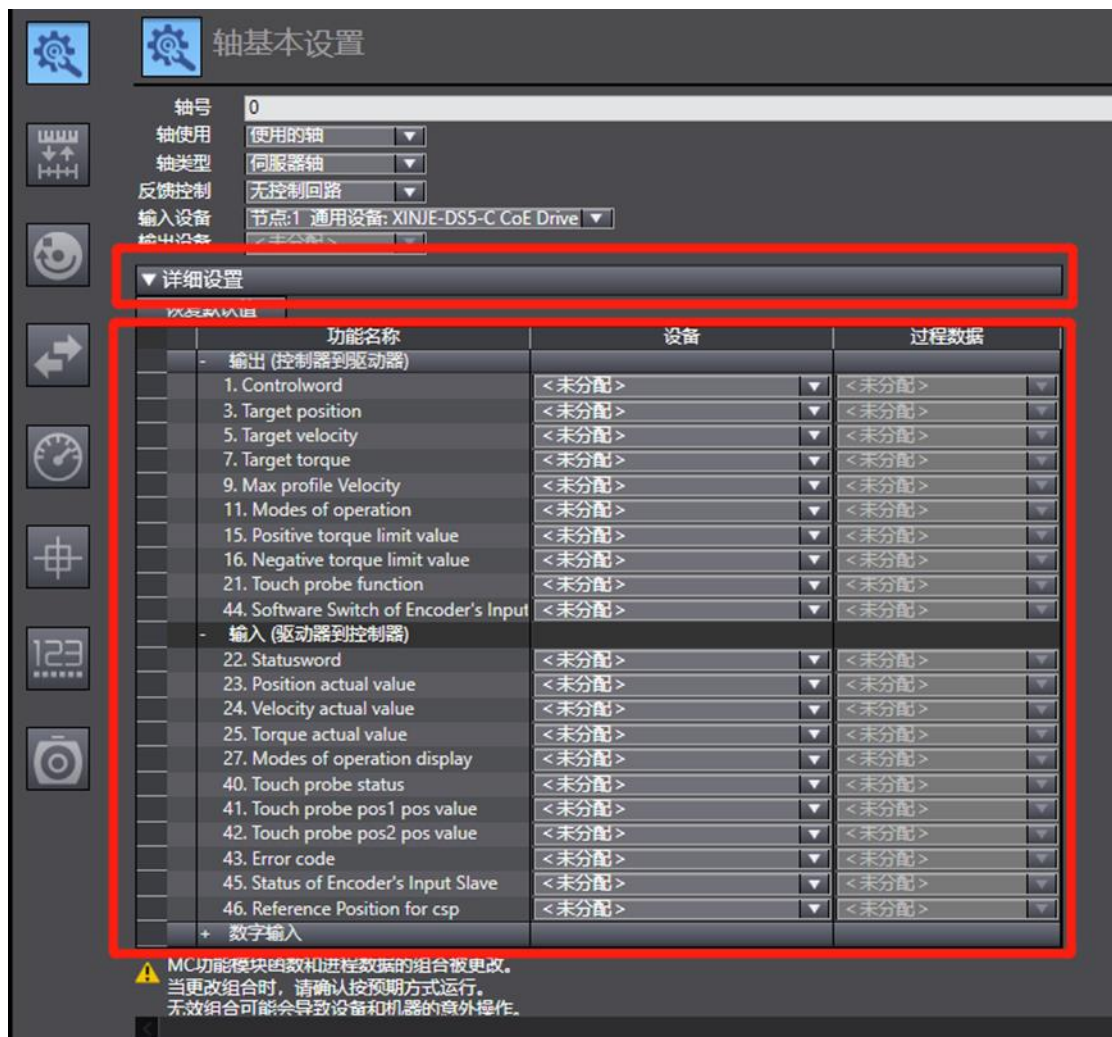 轴基本设置
轴号 0
轴使用 使用的轴
轴类型 伺服器轴
反馈控制 无控制回路
输入设备 节点:1 通用设备: XINJE-DS5-C CoE Drive
输出设备 <未分配>
详细设置
恢复默认值
功能名称 设备 过程数据
- 输出 (控制器到驱动器)
1. Controlword <未分配> <未分配>
3. Target position <未分配> <未分配>
5. Target velocity <未分配> <未分配>
7. Target torque <未分配> <未分配>
9. Max profile Velocity <未分配> <未分配>
11. Modes of operation <未分配> <未分配>
15. Positive torque limit value <未分配> <未分配>
16. Negative torque limit value <未分配> <未分配>
21. Touch probe function <未分配> <未分配>
44. Software Switch of Encoder's Input <未分配> <未分配>
- 输入 (驱动器到控制器)
22. Statusword <未分配> <未分配>
23. Position actual value <未分配> <未分配>
24. Velocity actual value <未分配> <未分配>
25. Torque actual value <未分配> <未分配>
27. Modes of operation display <未分配> <未分配>
40. Touch probe status <未分配> <未分配>
41. Touch probe pos1 pos value <未分配> <未分配>
42. Touch probe pos2 pos value <未分配> <未分配>
43. Error code <未分配> <未分配>
45. Status of Encoder's Input Slave <未分配> <未分配>
46. Reference Position for csp <未分配> <未分配>
+ 数字输入
MC功能模块函数和进程数据的组合被更改。
当更改组合时，请确认按预期方式运行。
无效组合可能会导致设备和机器的意外操作。
123